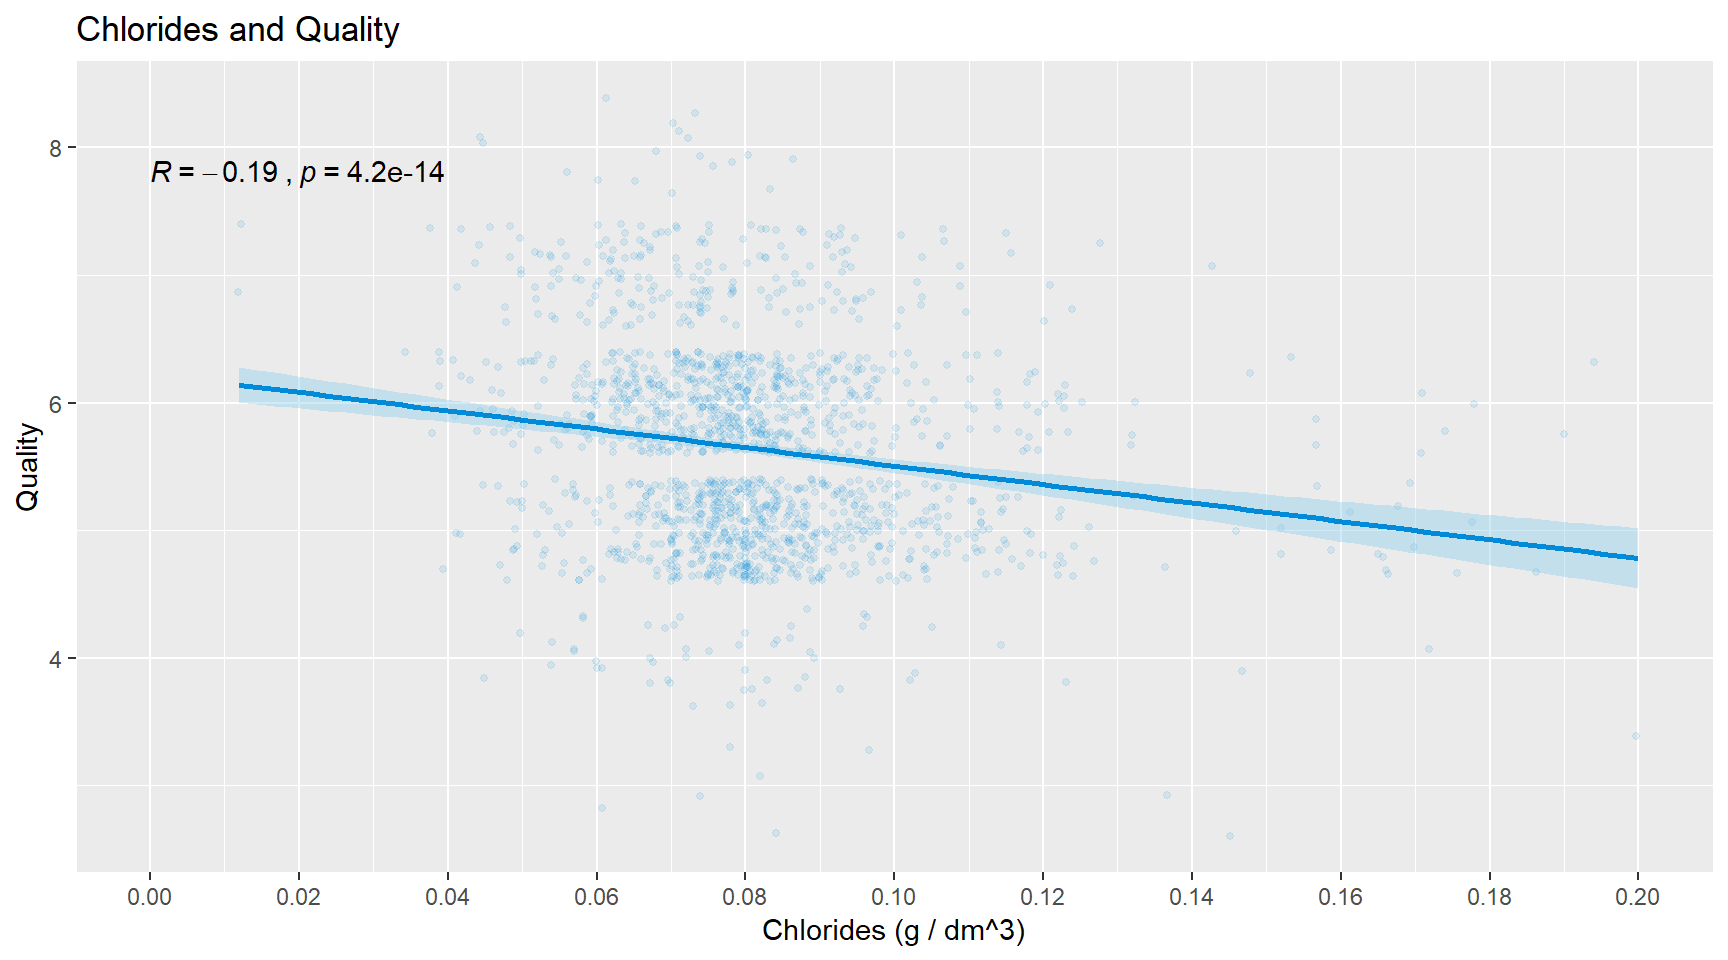 Chlorides and Quality
R = −0.19 , p = 4.2e-14
8
6
4
Quality
0.00 0.02 0.04 0.06 0.08 0.10 0.12 0.14 0.16 0.18 0.20
Chlorides (g / dm^3)